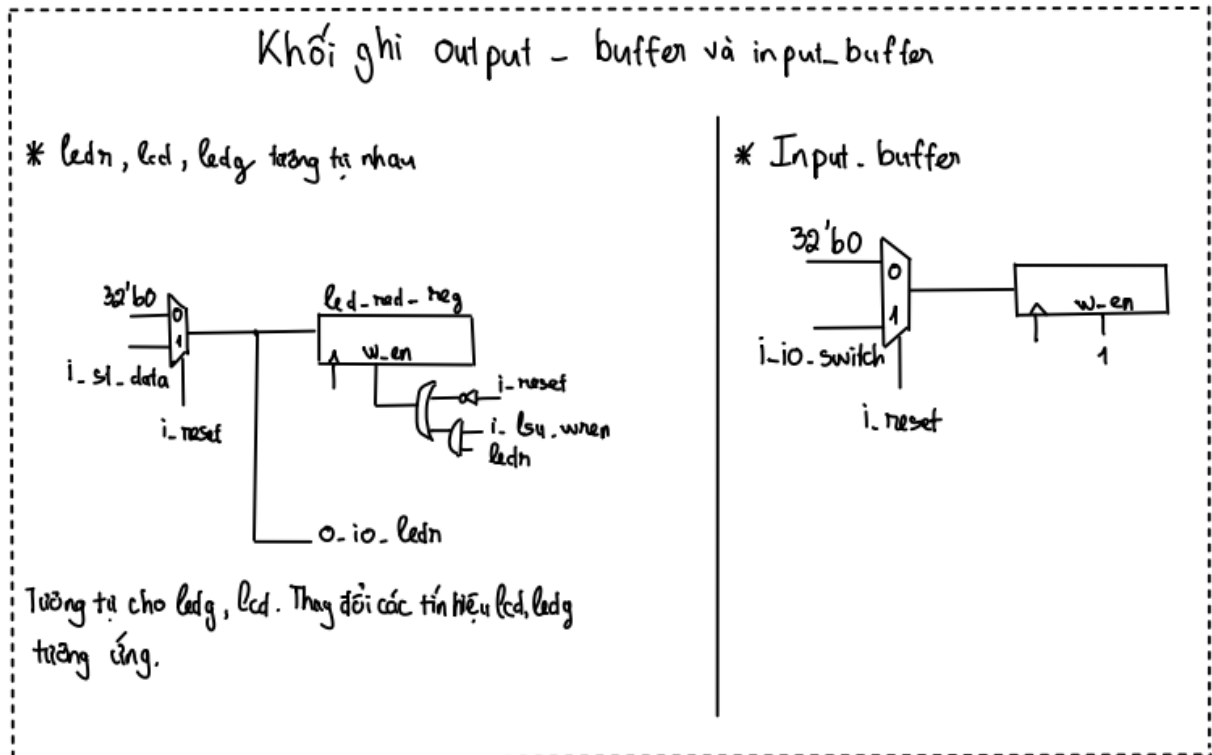 Khối ghi output - buffer và input_buffer
* ledr, lcd, ledg tương tự nhau
32'b0
0
1
i_st_data
i_reset
led_red_reg
w_en
i_reset
i_lsu_wren
ledr
o_io_ledr
Tương tự cho ledg, lcd. Thay đổi các tín hiệu lcd, ledg
tương ứng.
* Input_buffer
32'b0
0
1
i_io_switch
i_reset
w_en
1